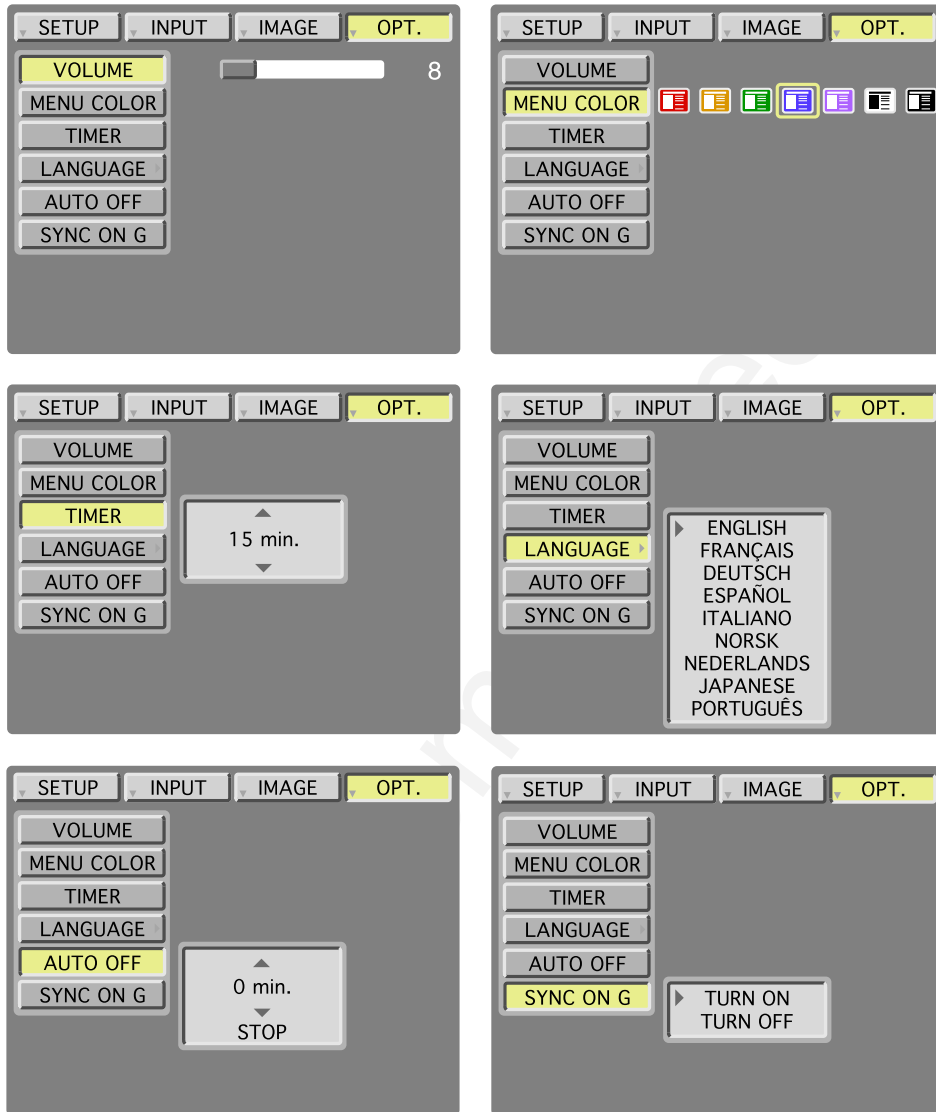 SETUP INPUT IMAGE OPT.
VOLUME 8
MENU COLOR
TIMER
LANGUAGE
AUTO OFF
SYNC ON G
SETUP INPUT IMAGE OPT.
VOLUME
MENU COLOR
TIMER
LANGUAGE
AUTO OFF
SYNC ON G
SETUP INPUT IMAGE OPT.
VOLUME
MENU COLOR
TIMER
15 min.
LANGUAGE
AUTO OFF
SYNC ON G
SETUP INPUT IMAGE OPT.
VOLUME
MENU COLOR
TIMER
LANGUAGE
AUTO OFF
SYNC ON G
ENGLISH
FRANÇAIS
DEUTSCH
ESPAÑOL
ITALIANO
NORSK
NEDERLANDS
JAPANESE
PORTUGUÊS
SETUP INPUT IMAGE OPT.
VOLUME
MENU COLOR
TIMER
LANGUAGE
AUTO OFF
SYNC ON G
0 min.
STOP
SETUP INPUT IMAGE OPT.
VOLUME
MENU COLOR
TIMER
LANGUAGE
AUTO OFF
SYNC ON G
TURN ON
TURN OFF